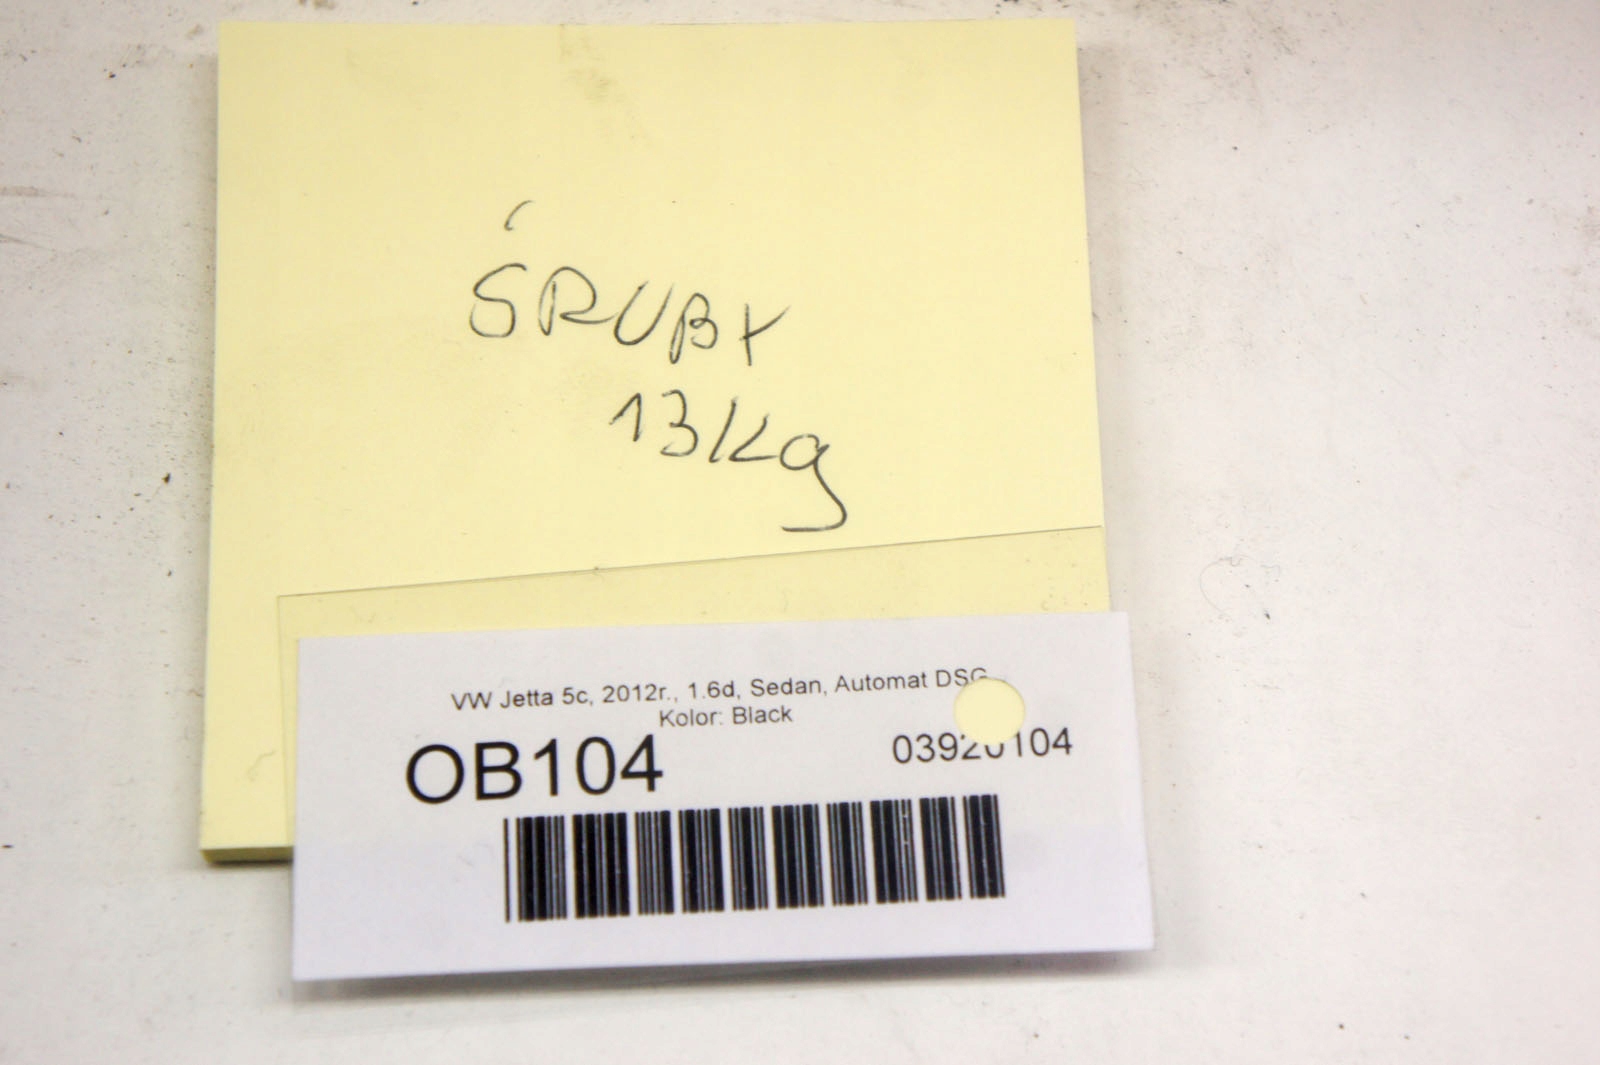 ŚRUBY
13kg
VW Jetta 5c, 2012r., 1.6d, Sedan, Automat DSG
Kolor: Black
OB104
03920104